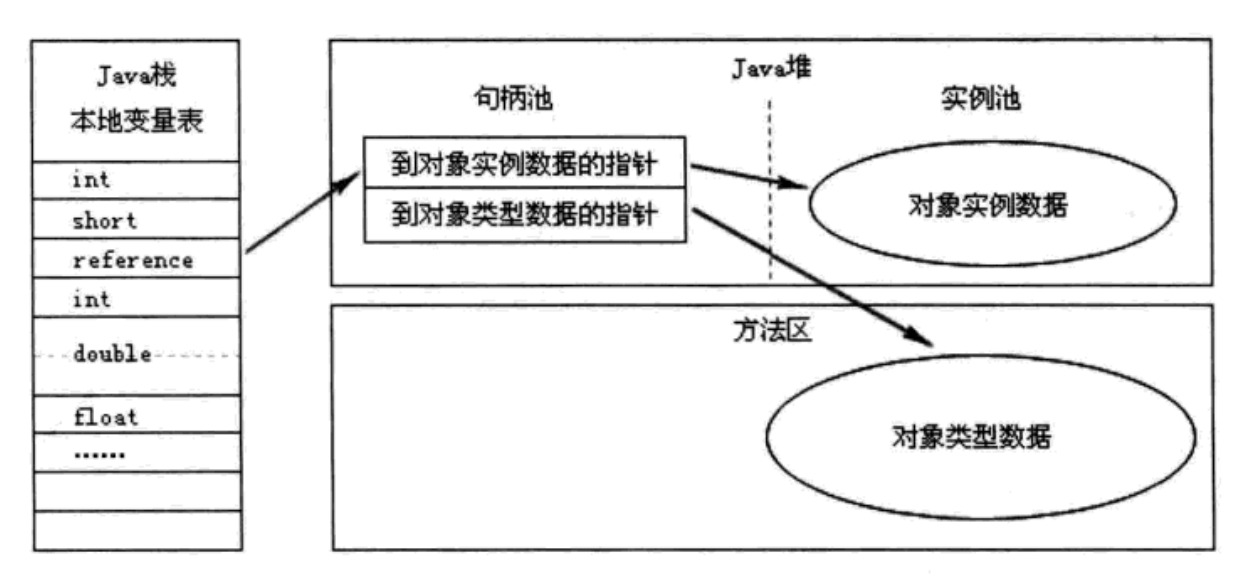 Java栈
本地变量表
int
short
reference
int
double
float
……
Java堆
句柄池
实例池
到对象实例数据的指针
到对象类型数据的指针
对象实例数据
方法区
对象类型数据